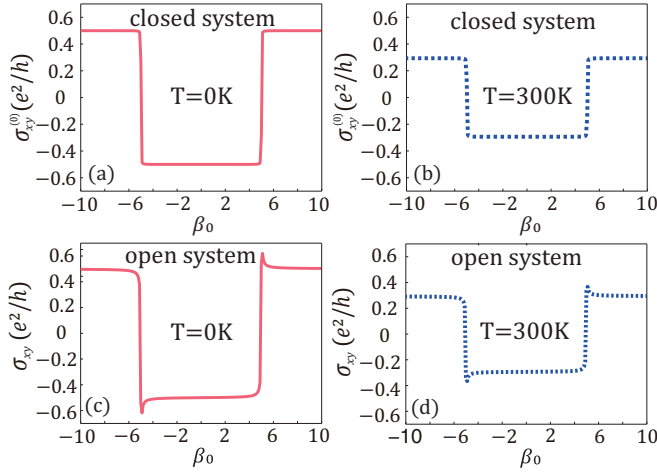 closed system
σxy(0)(e²/h)
0.6
0.4
0.2
0
−0.2
−0.4
−0.6
T=0K
(a)
−10
−6
−2
2
6
10
β₀
closed system
σxy(0)(e²/h)
0.6
0.4
0.2
0
−0.2
−0.4
−0.6
T=300K
(b)
−10
−6
−2
2
6
10
β₀
open system
σxy (e²/h)
0.6
0.4
0.2
0
−0.2
−0.4
−0.6
T=0K
(c)
−10
−6
−2
2
6
10
β₀
open system
σxy (e²/h)
0.6
0.4
0.2
0
−0.2
−0.4
−0.6
T=300K
(d)
−10
−6
−2
2
6
10
β₀